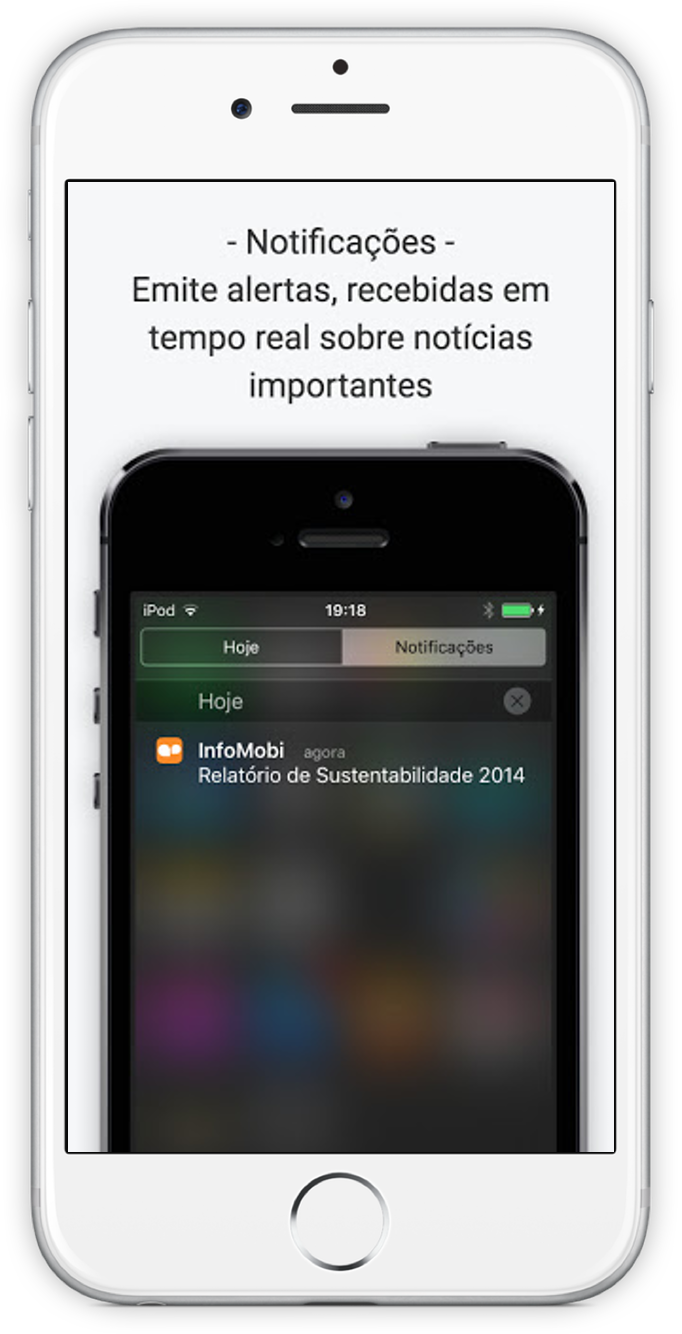 - Notificações -
Emite alertas, recebidas em
tempo real sobre notícias
importantes
iPod 19:18
Hoje Notificações
Hoje
InfoMobi agora
Relatório de Sustentabilidade 2014